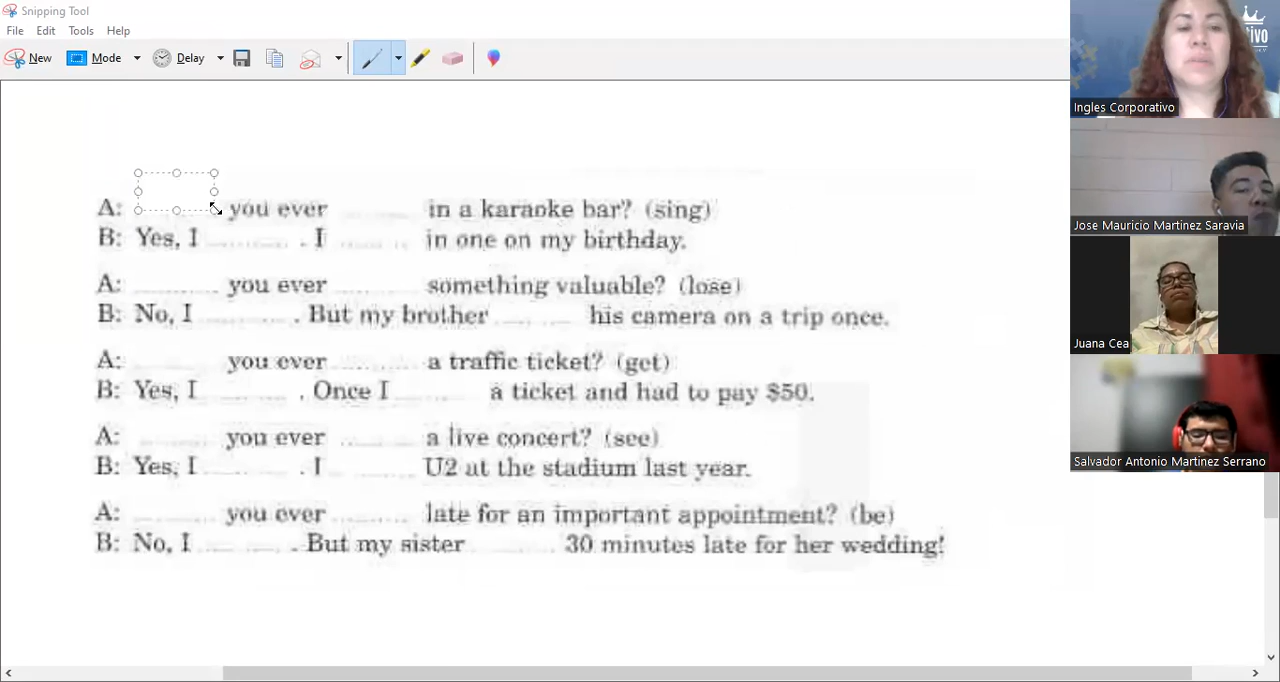 Snipping Tool
File Edit Tools Help
New Mode Delay
A: ............ you ever ............ in a karaoke bar? (sing)
B: Yes, I ............ . I ............ in one on my birthday.
A: ............ you ever ............ something valuable? (lose)
B: No, I ............ . But my brother ............ his camera on a trip once.
A: ............ you ever ............ a traffic ticket? (get)
B: Yes, I ............ . Once I ............ a ticket and had to pay $50.
A: ............ you ever ............ a live concert? (see)
B: Yes, I ............ . I ............ U2 at the stadium last year.
A: ............ you ever ............ late for an important appointment? (be)
B: No, I ............ . But my sister ............ 30 minutes late for her wedding!
Ingles Corporativo
Jose Mauricio Martinez Saravia
Juana Cea
Salvador Antonio Martinez Serrano